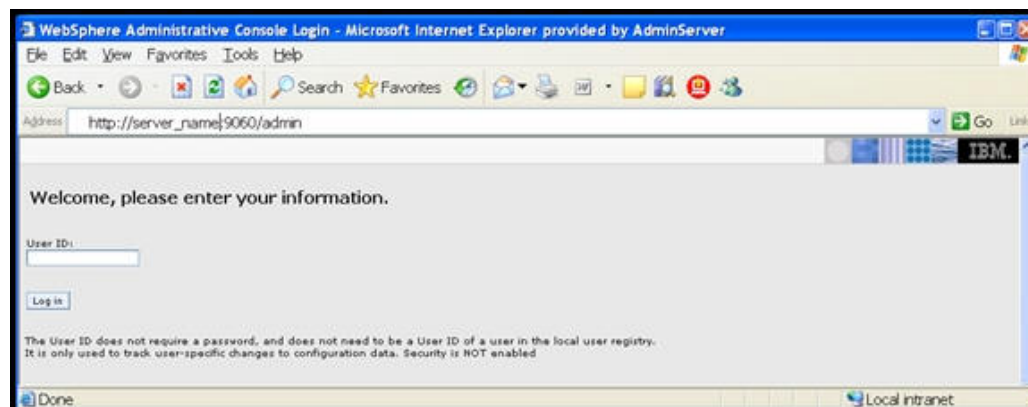 WebSphere Administrative Console Login - Microsoft Internet Explorer provided by AdminServer
File Edit View Favorites Tools Help
Back Search Favorites
Address http://server_name:9060/admin Go Links
IBM.
Welcome, please enter your information.
User ID:
Log in
The User ID does not require a password, and does not need to be a User ID of a user in the local user registry.
It is only used to track user-specific changes to configuration data. Security is NOT enabled
Done Local intranet